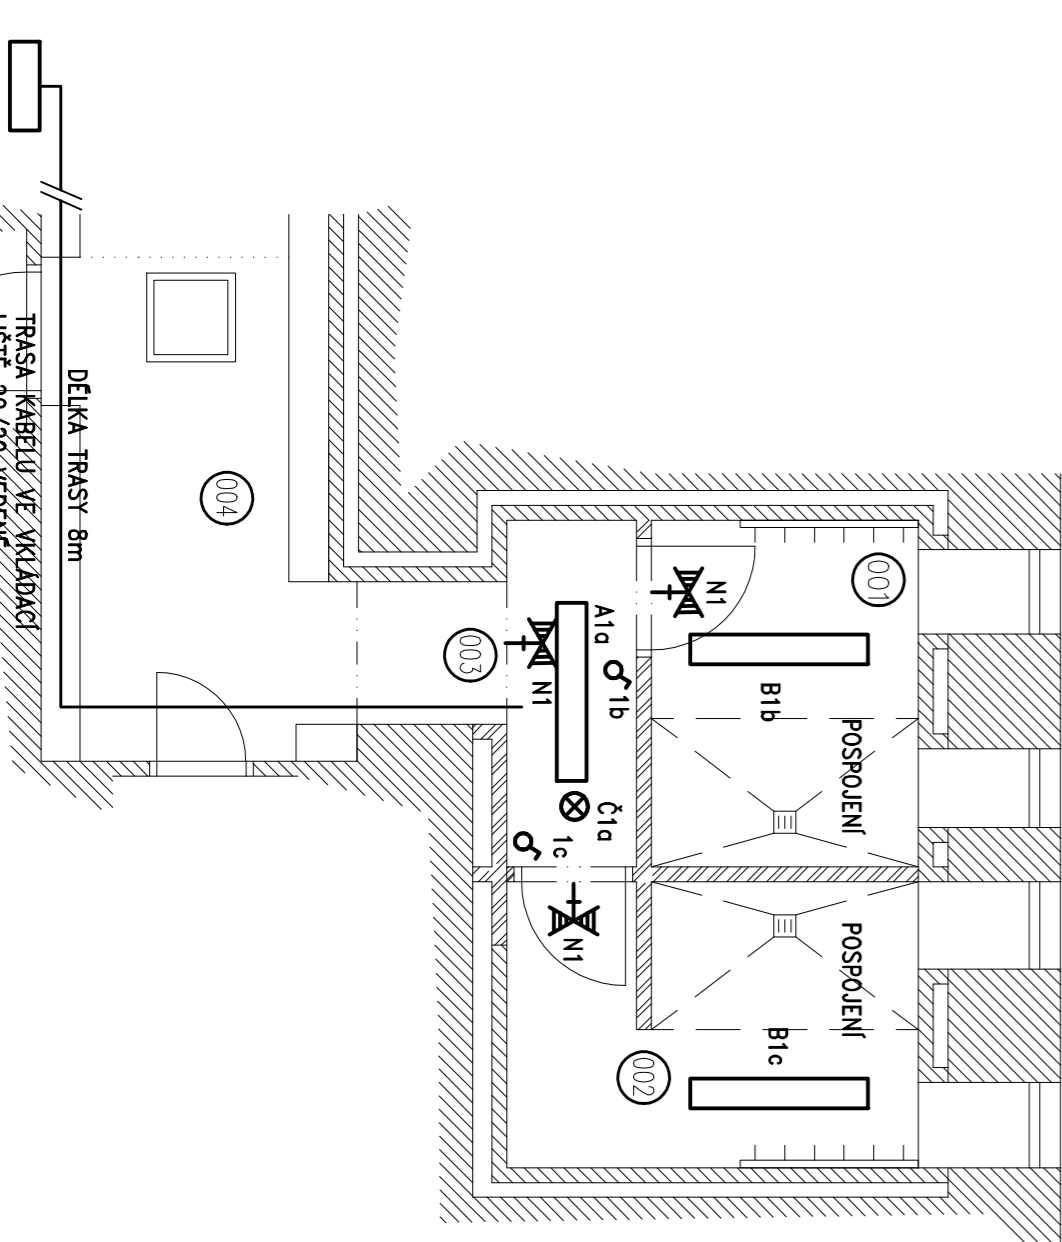 001
POSPOJENÍ
POSPOJENÍ
B1b
B1c
N1
002
A1a
1b
Č1a
1c
N1
N1
003
004
DÉLKA TRASY 8m
TRASA KABELU VE VKLÁDACÍ
LIŠTĚ